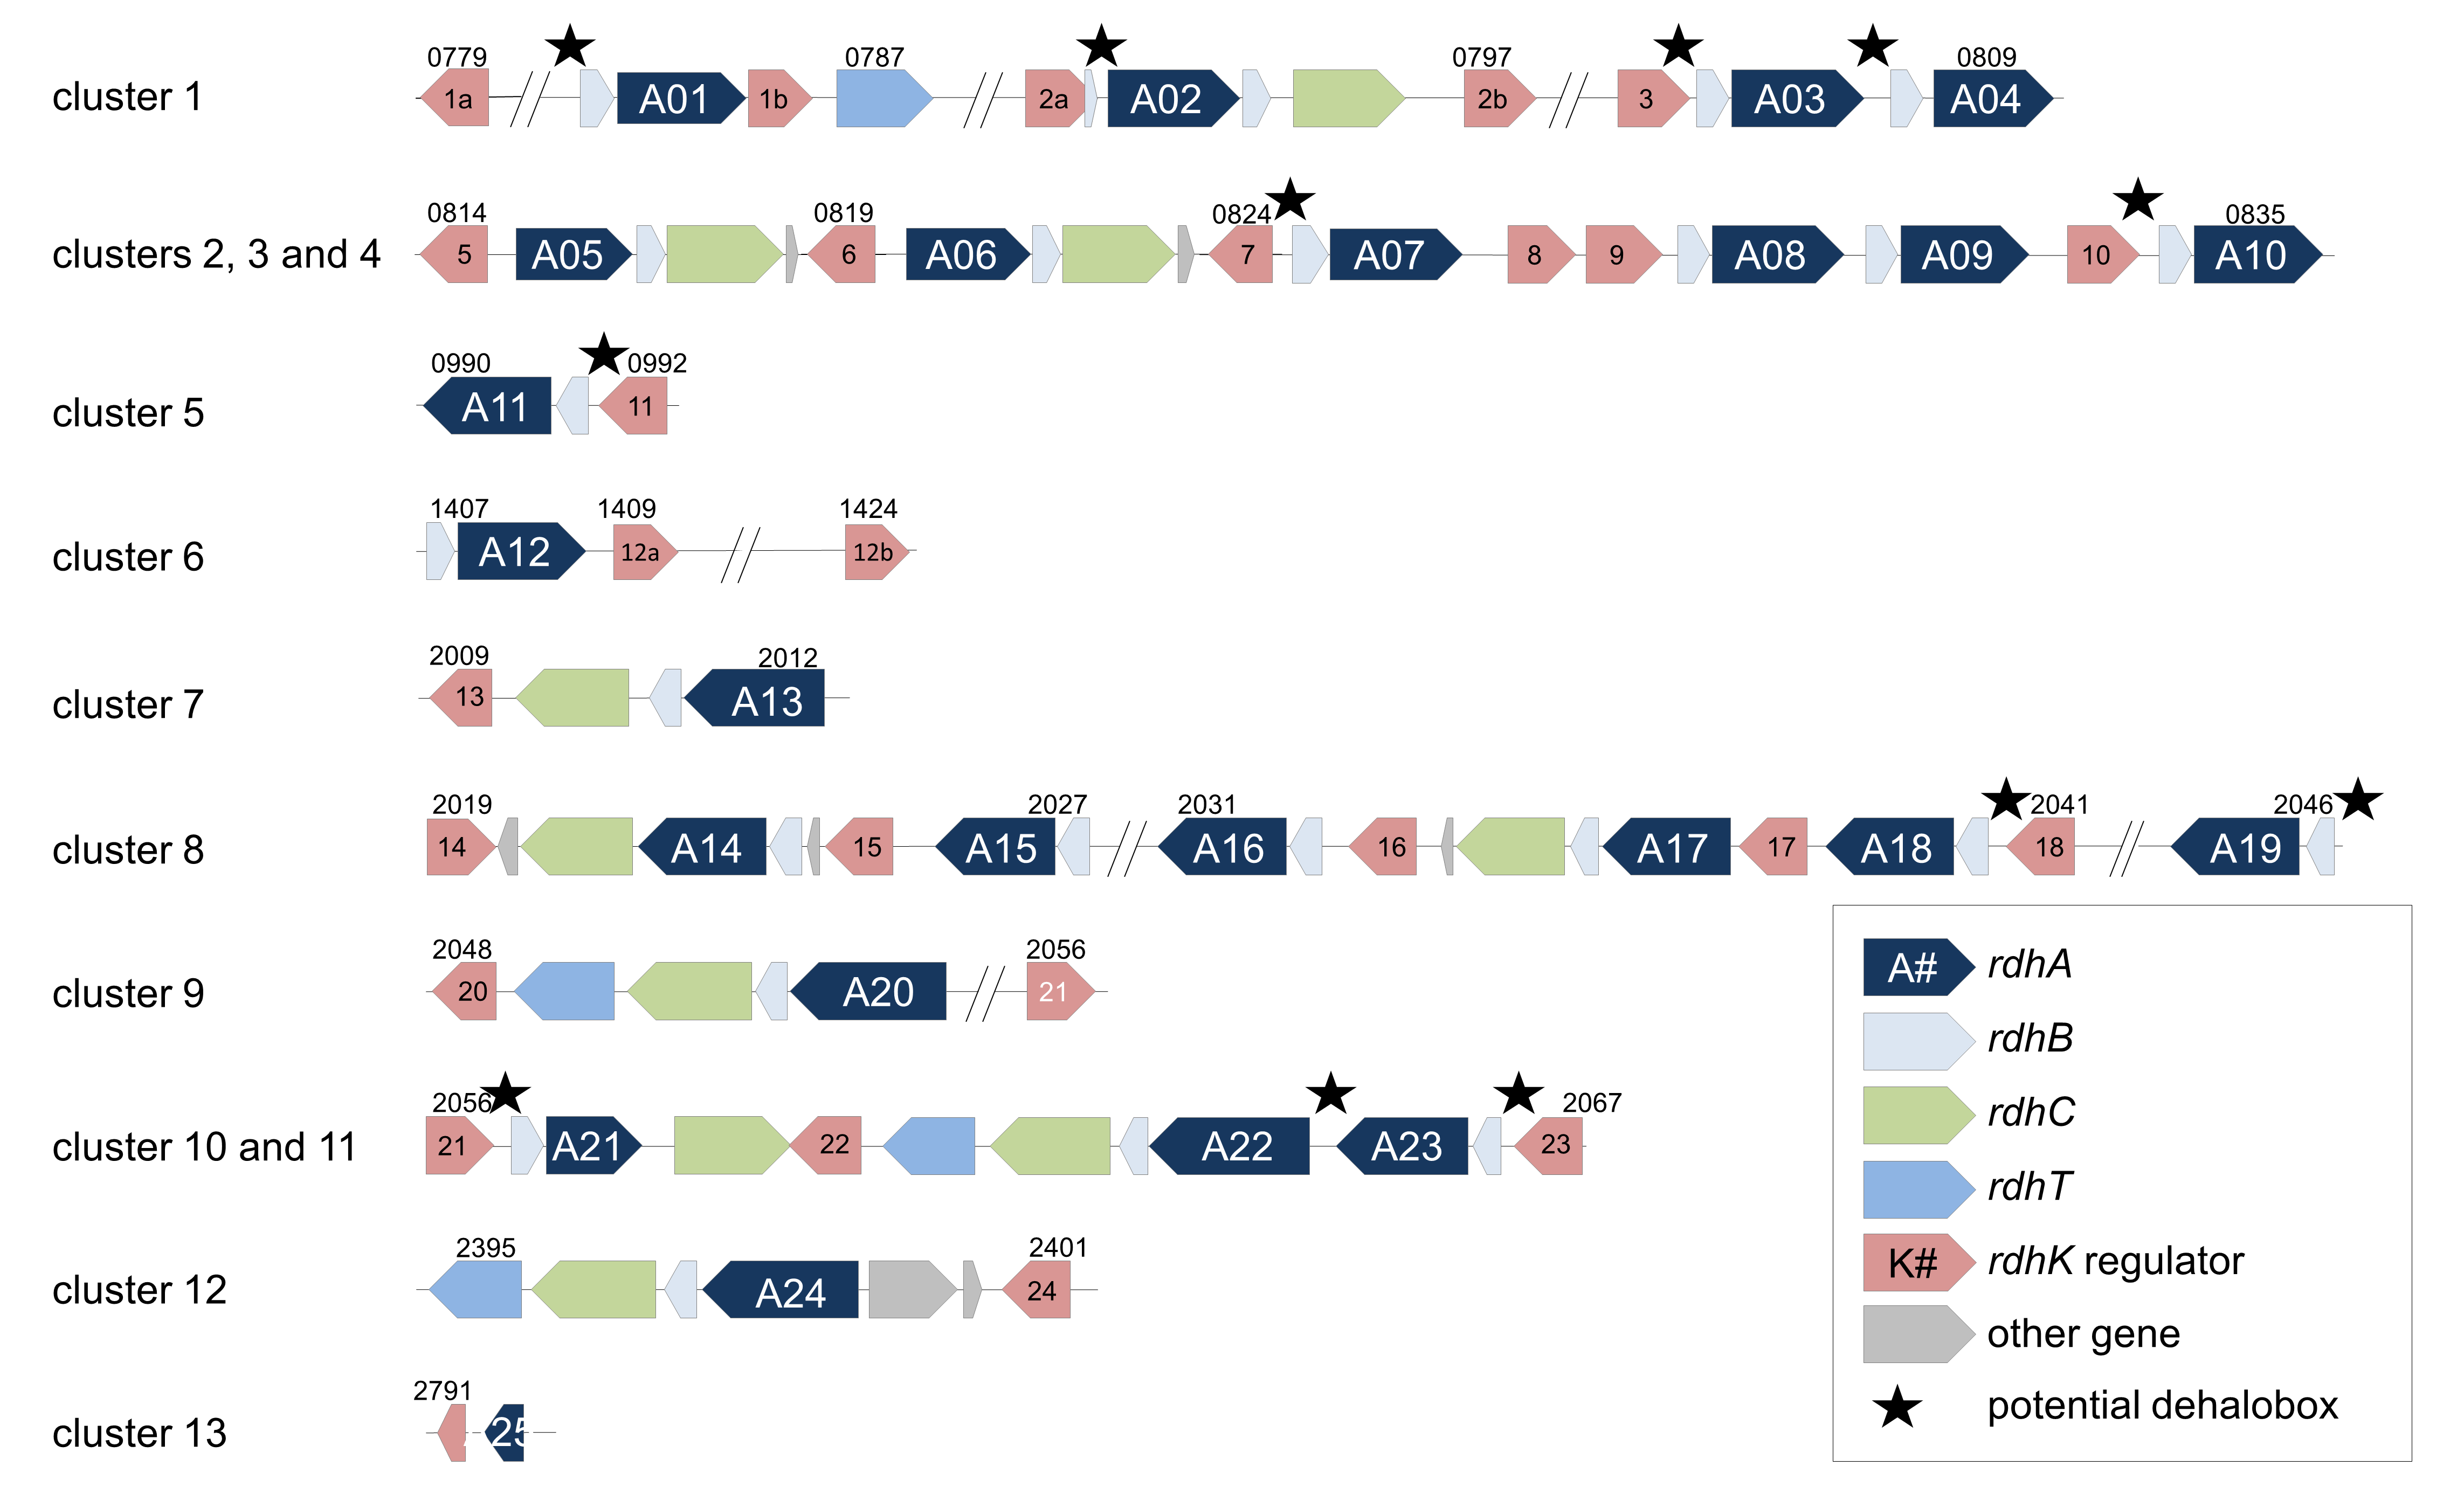 0779 0787 0797 0809
cluster 1 1a A01 1b 2a A02 2b 3 A03 A04
0814 0819 0824 0835
clusters 2, 3 and 4 5 A05 6 A06 7 A07 8 9 A08 A09 10 A10
0990 0992
cluster 5 A11 11
1407 1409 1424
cluster 6 A12 12a 12b
2009 2012
cluster 7 13 A13
2019 2027 2031 2041 2046
cluster 8 14 A14 15 A15 A16 16 A17 17 A18 18 A19
2048 2056
cluster 9 20 A20 21
2056 2067
cluster 10 and 11 21 A21 22 A22 A23 23
2395 2401
cluster 12 A24 24
2791
cluster 13 25
A# rdhA
rdhB
rdhC
rdhT
K# rdhK regulator
other gene
potential dehalobox